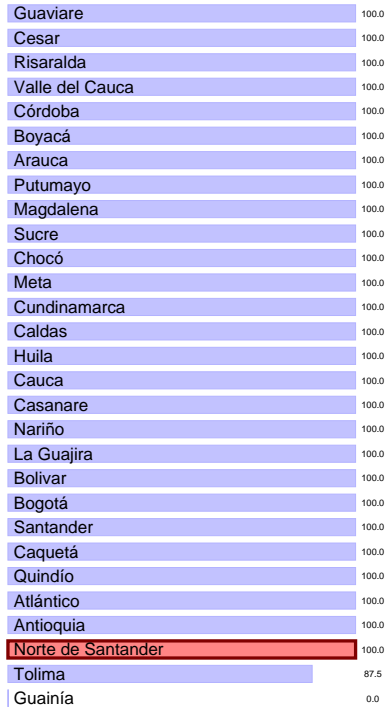 Guaviare 100.0
Cesar 100.0
Risaralda 100.0
Valle del Cauca 100.0
Córdoba 100.0
Boyacá 100.0
Arauca 100.0
Putumayo 100.0
Magdalena 100.0
Sucre 100.0
Chocó 100.0
Meta 100.0
Cundinamarca 100.0
Caldas 100.0
Huila 100.0
Cauca 100.0
Casanare 100.0
Nariño 100.0
La Guajira 100.0
Bolivar 100.0
Bogotá 100.0
Santander 100.0
Caquetá 100.0
Quindío 100.0
Atlántico 100.0
Antioquia 100.0
Norte de Santander 100.0
Tolima 87.5
Guainía 0.0